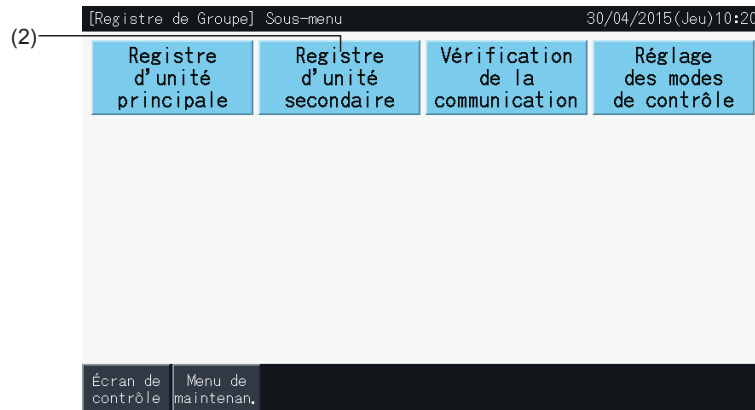 [Registre de Groupe] Sous-menu 30/04/2015(Jeu)10:20
(2)
Registre
d'unité
principale
Registre
d'unité
secondaire
Vérification
de la
communication
Réglage
des modes
de contrôle
Écran de
contrôle
Menu de
maintenan.